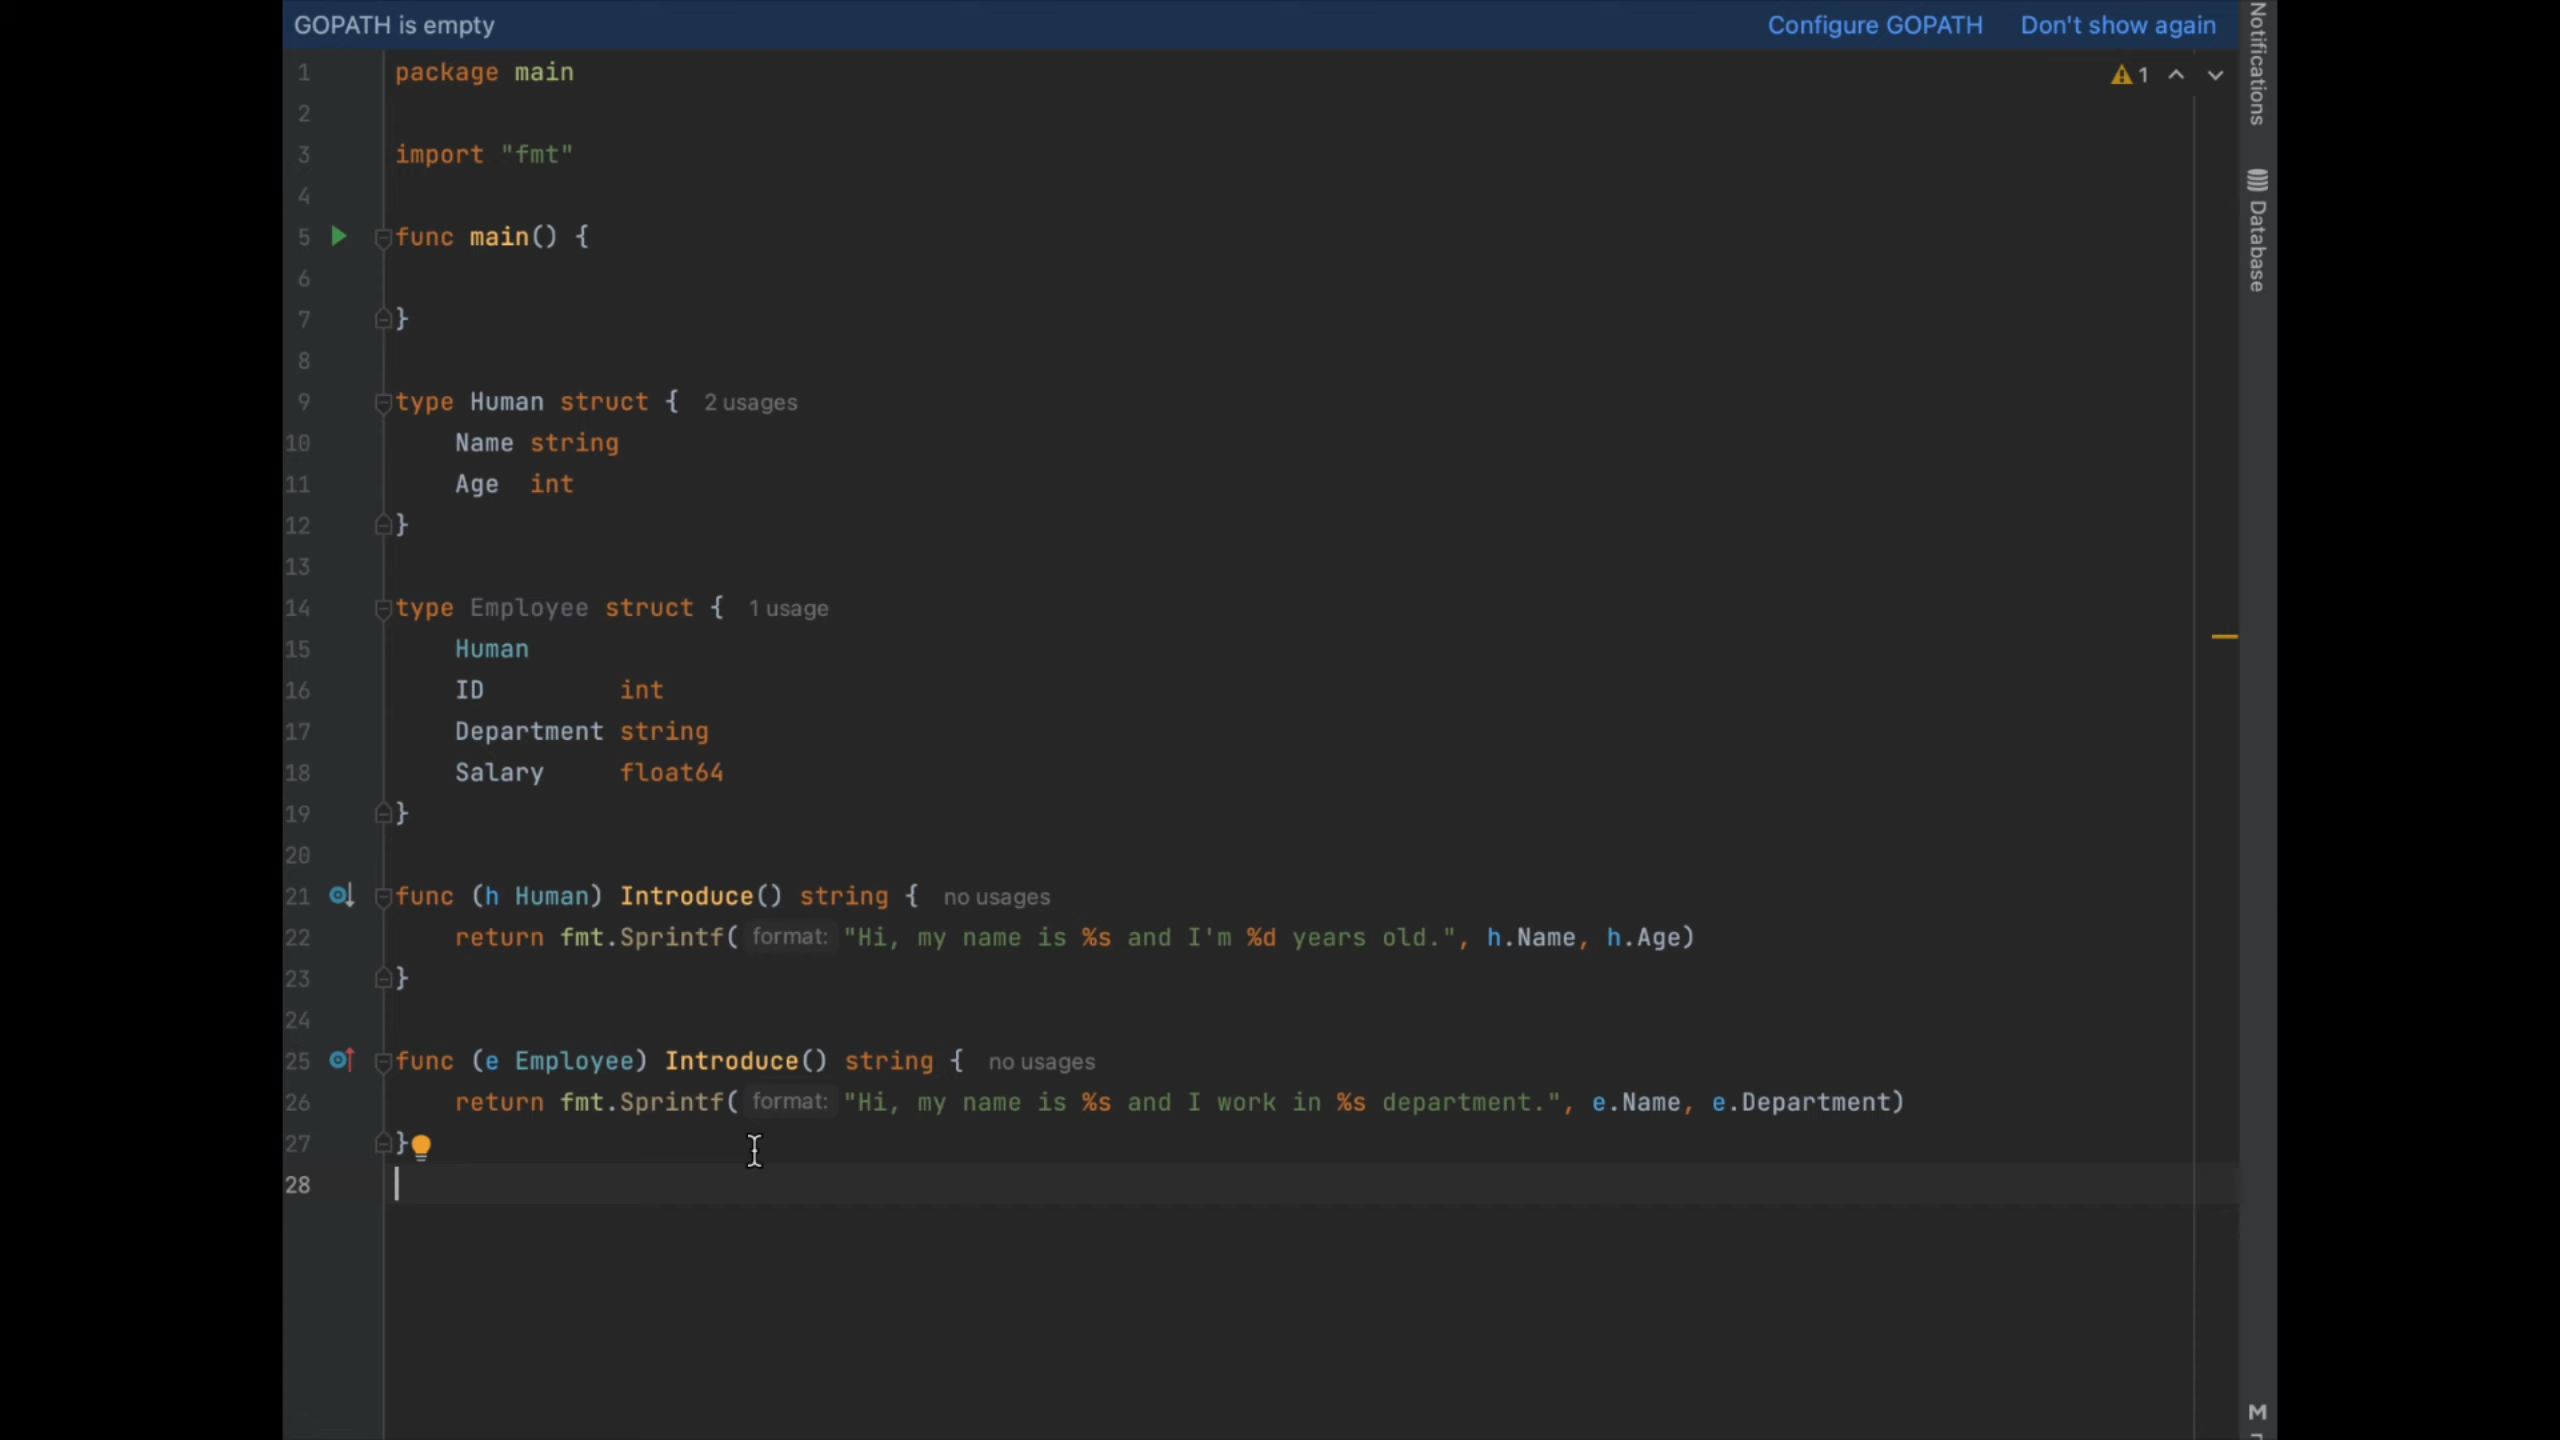 GOPATH is empty Configure GOPATH Don't show again
1 package main
2
3 import "fmt"
4
5 func main() {
6
7 }
8
9 type Human struct { 2 usages
10     Name string
11     Age  int
12 }
13
14 type Employee struct { 1 usage
15     Human
16     ID         int
17     Department string
18     Salary     float64
19 }
20
21 func (h Human) Introduce() string { no usages
22     return fmt.Sprintf( format: "Hi, my name is %s and I'm %d years old.", h.Name, h.Age)
23 }
24
25 func (e Employee) Introduce() string { no usages
26     return fmt.Sprintf( format: "Hi, my name is %s and I work in %s department.", e.Name, e.Department)
27 }
28
1
Notifications
Database
M